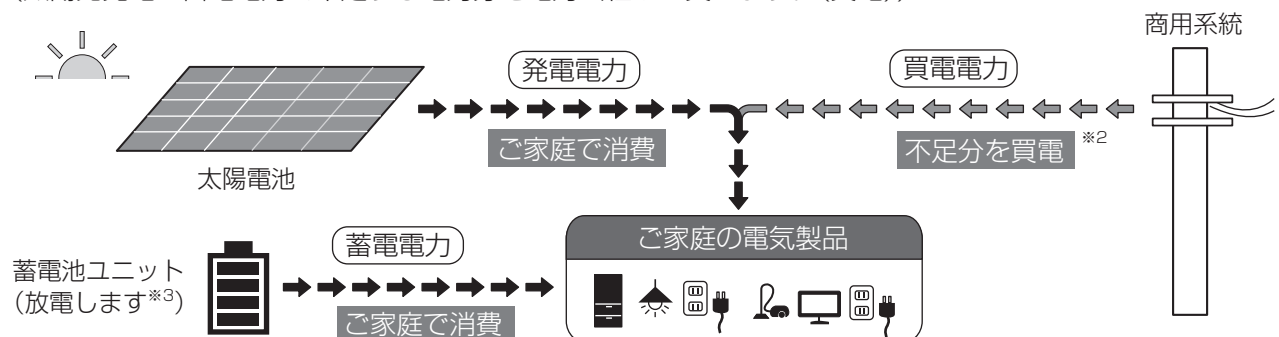 商用系統
発電電力
買電電力
ご家庭で消費
不足分を買電 ※2
太陽電池
蓄電電力
ご家庭の電気製品
蓄電池ユニット
(放電します※3)
ご家庭で消費